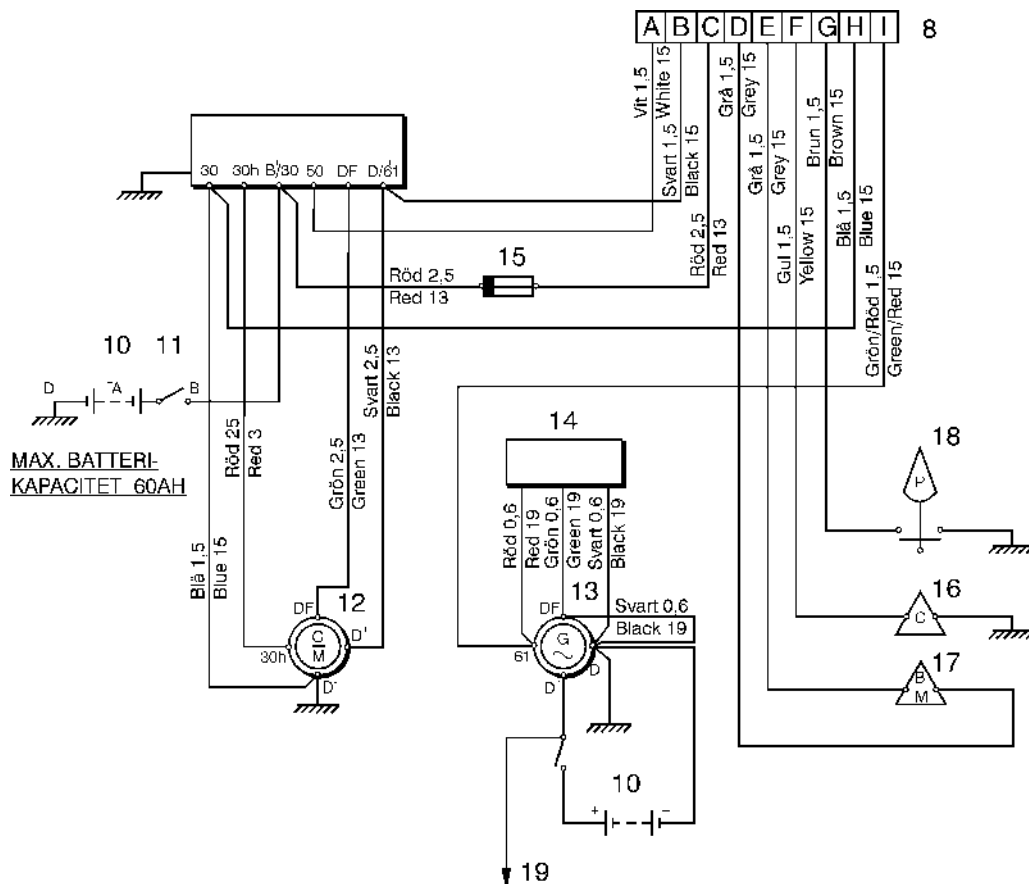 A B C D E F G H I
8
Vit 1,5
White 15
Svart 1,5
Black 15
Röd 2,5
Red 13
Grå 1,5
Grey 15
Grå 1,5
Grey 15
Gul 1,5
Yellow 15
Brun 1,5
Brown 15
Blå 1,5
Blue 15
Grön/Röd 1,5
Green/Red 15
30 30h B/30 50 DF D/61
15
Röd 2,5
Red 13
10
11
D
A
B
MAX. BATTERI-
KAPACITET 60AH
Röd 25
Red 3
Svart 2,5
Black 13
Grön 2,5
Green 13
Blå 1,5
Blue 15
14
Röd 0,6
Red 19
Grön 0,6
Green 19
Svart 0,6
Black 19
12
DF
C
M
30h
D
D-
13
DF
Svart 0,6
Black 19
G
61
D
D
18
P
16
C
17
B
M
10
+
−
19